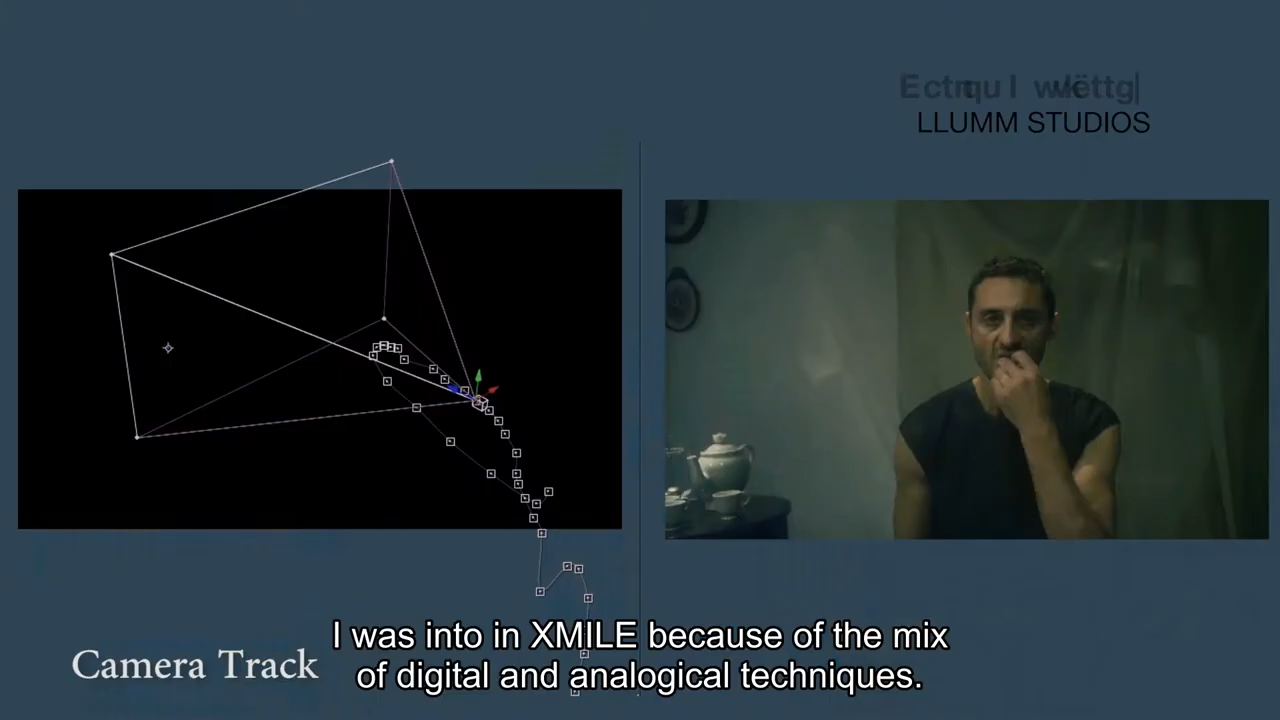 LLUMM STUDIOS
I was into in XMILE because of the mix
of digital and analogical techniques.
Camera Track